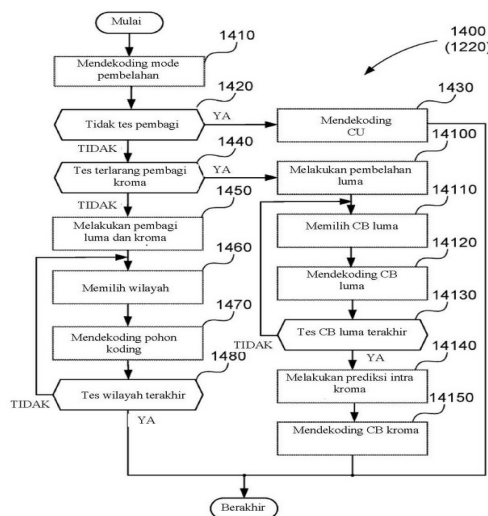 Mulai
1400
(1220)
1410
Mendekoding mode
pembelahan
1420
Tidak tes pembagi
YA
TIDAK
1430
Mendekoding
CU
1440
Tes terlarang pembagi
kroma
YA
TIDAK
14100
Melakukan pembelahan
luma
1450
Melakukan pembagi
luma dan kroma
14110
Memilih CB luma
1460
Memilih wilayah
14120
Mendekoding CB
luma
1470
Mendekoding pohon
koding
14130
Tes CB luma terakhir
TIDAK
YA
1480
Tes wilayah terakhir
TIDAK
YA
14140
Melakukan prediksi intra
kroma
14150
Mendekoding CB kroma
Berakhir